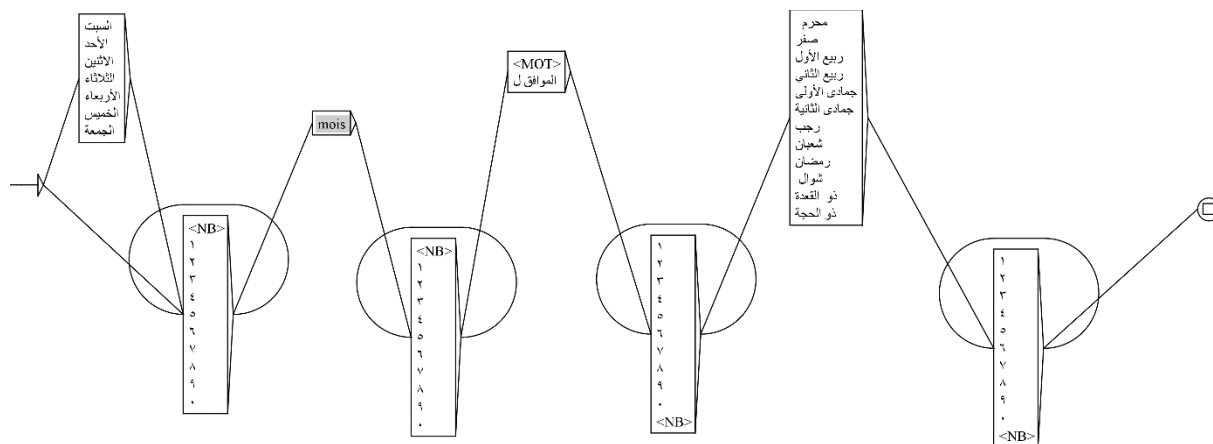 السبت
الأحد
الاثنين
الثلاثاء
الأربعاء
الخميس
الجمعة
<NB>
١
٢
٣
٤
٥
٦
٧
٨
٩
٠
mois
<NB>
١
٢
٣
٤
٥
٦
٧
٨
٩
٠
<MOT>
الموافق ل
١
٢
٣
٤
٥
٦
٧
٨
٩
٠
<NB>
محرم
صفر
ربيع الأول
ربيع الثاني
جمادى الأولى
جمادى الثانية
رجب
شعبان
رمضان
شوال
ذو القعدة
ذو الحجة
١
٢
٣
٤
٥
٦
٧
٨
٩
٠
<NB>